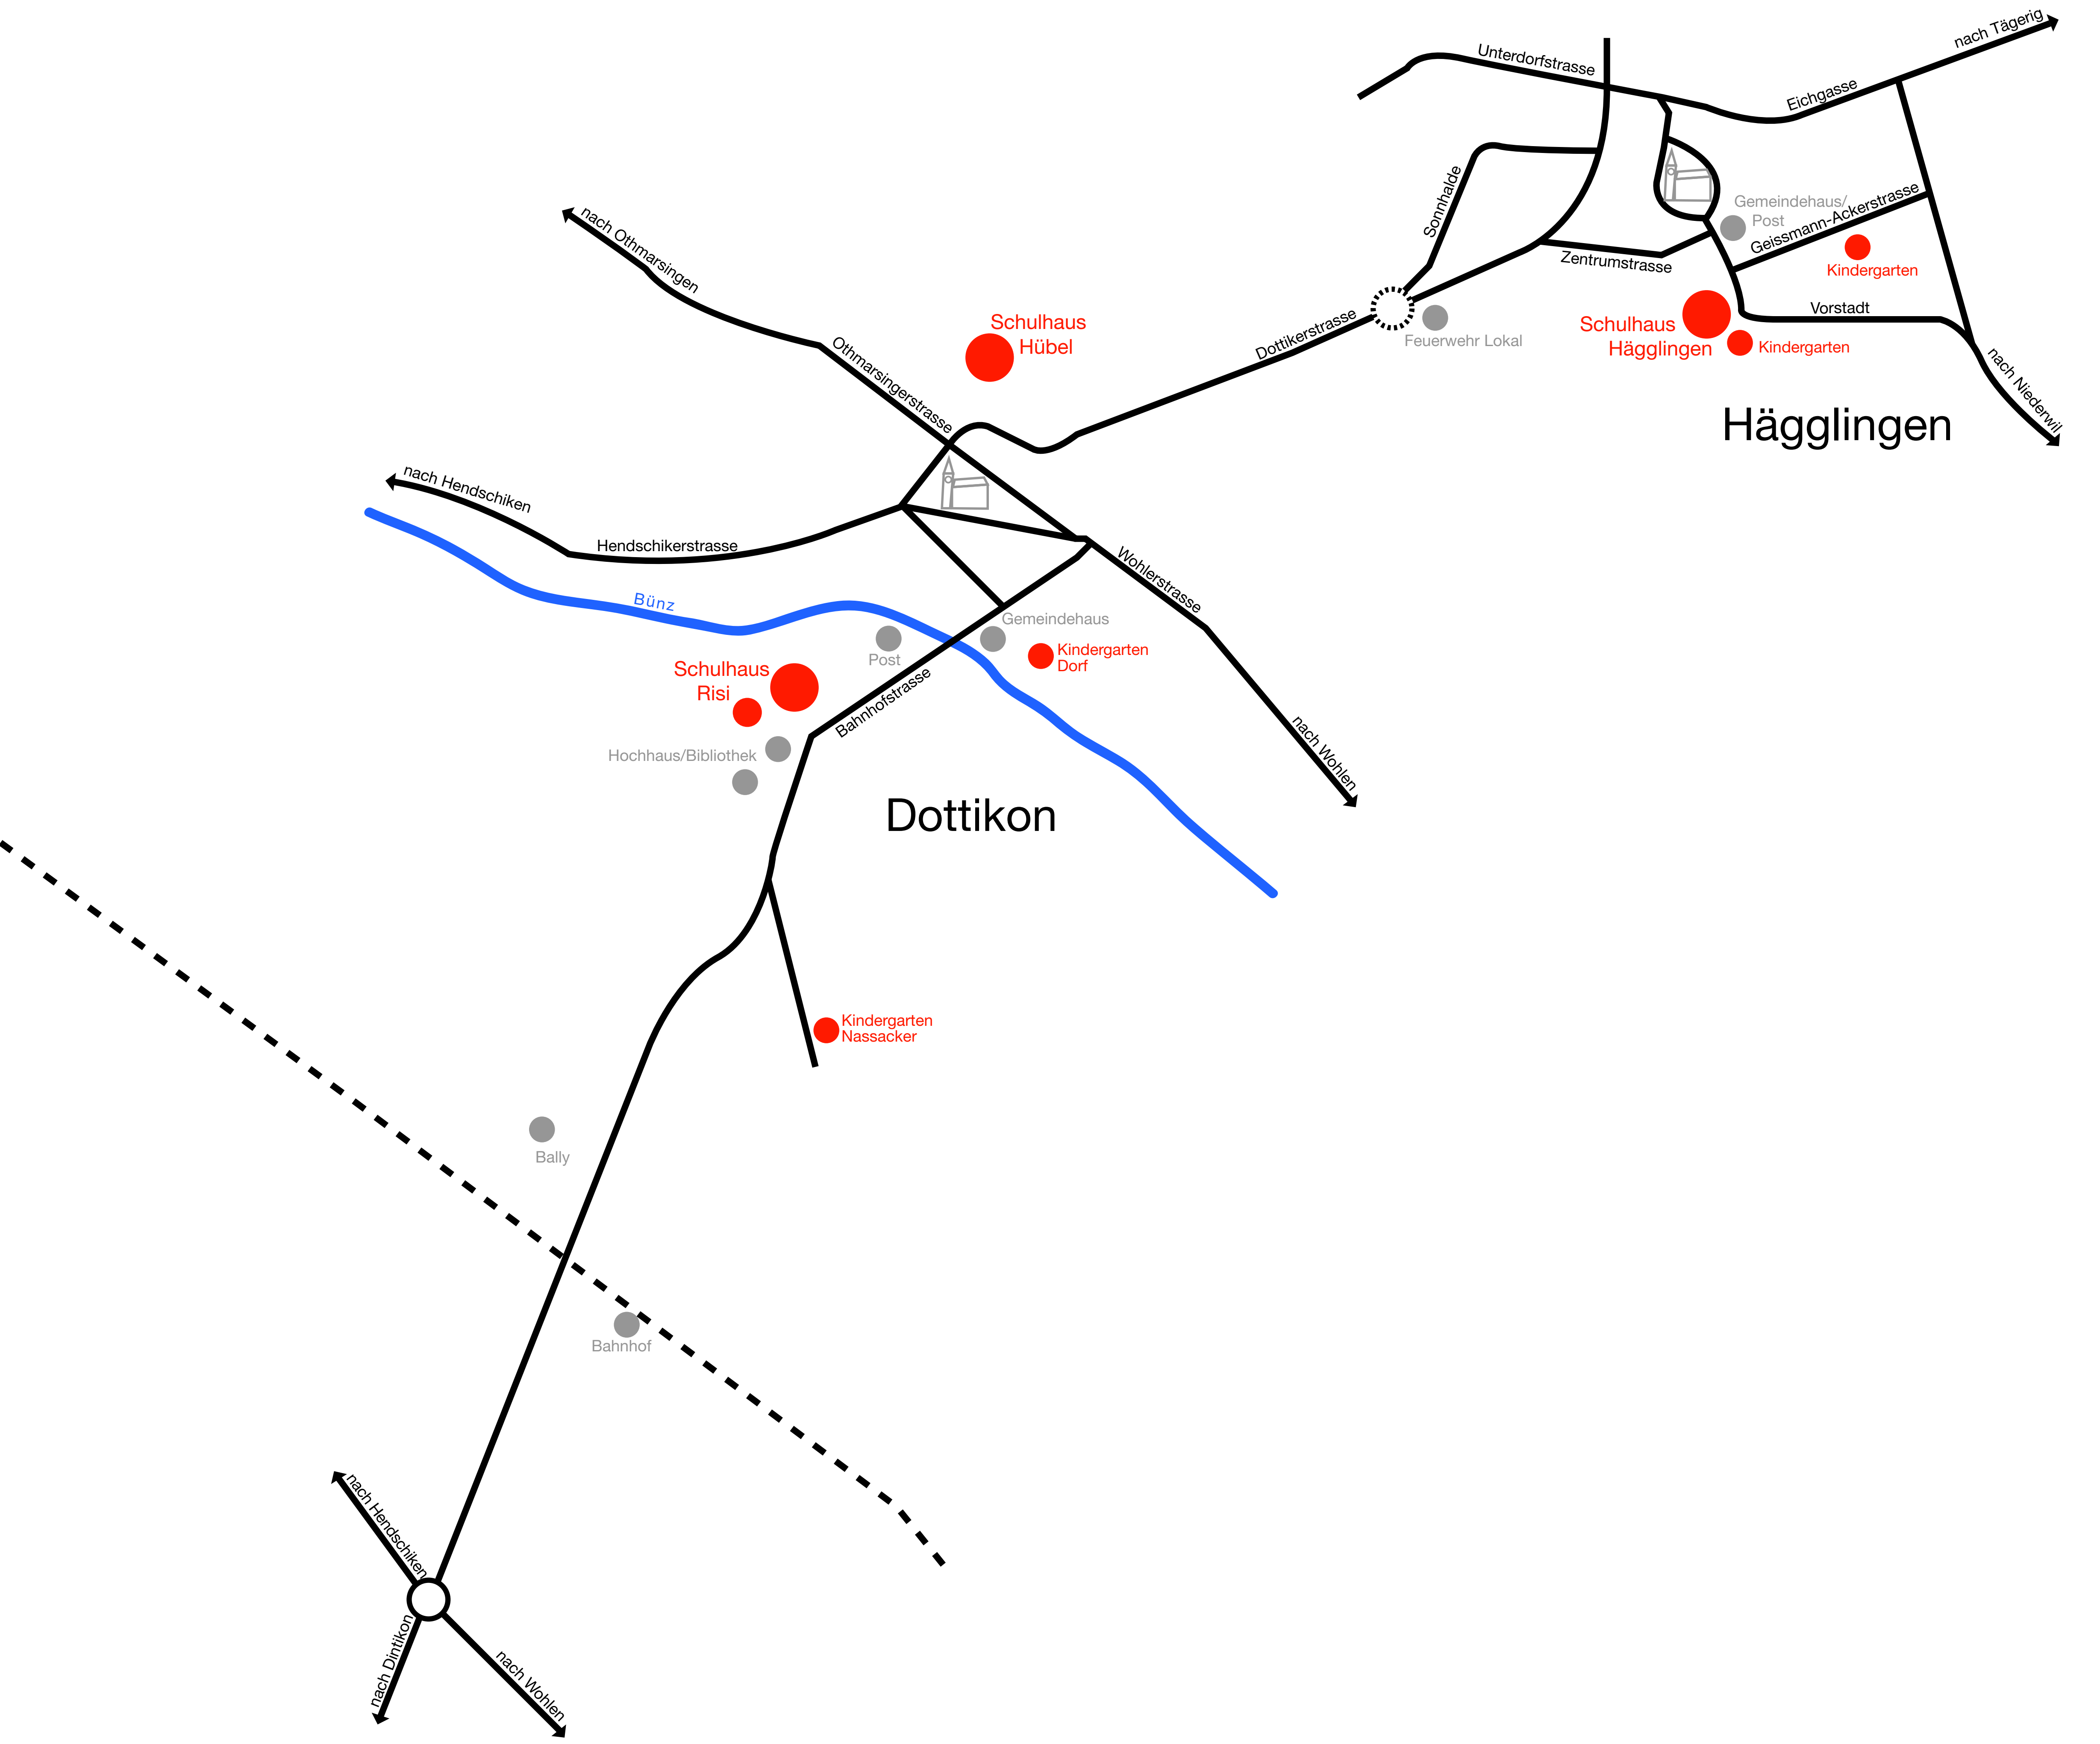 nach Tägerig
Unterdorfstrasse
Eichgasse
Sonnhalde
Gemeindehaus/
Post
Geissmann-Ackerstrasse
Zentrumstrasse
Kindergarten
nach Othmarsingen
Vorstadt
Dottikerstrasse
Feuerwehr Lokal
Schulhaus
Hägglingen
Kindergarten
nach Niederwil
Hägglingen
Schulhaus
Hübel
Othmarsingerstrasse
nach Hendschiken
Hendschikerstrasse
Wohlerstrasse
Bünz
Gemeindehaus
Post
Kindergarten
Dorf
Schulhaus
Risi
Bahnhofstrasse
Hochhaus/Bibliothek
nach Wohlen
Dottikon
Kindergarten
Nassacker
Bally
Bahnhof
nach Hendschiken
nach Dintikon
nach Wohlen